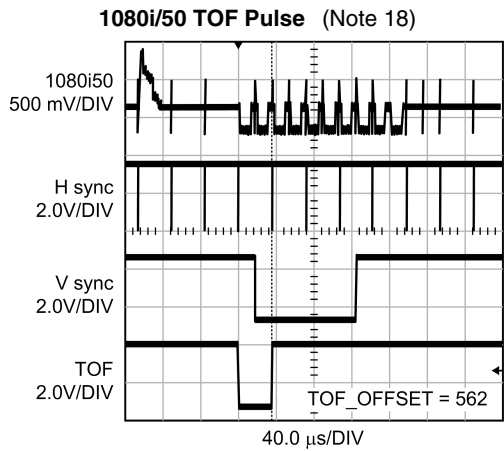 1080i/50 TOF Pulse (Note 18)
1080i50
500 mV/DIV
H sync
2.0V/DIV
V sync
2.0V/DIV
TOF
2.0V/DIV
TOF_OFFSET = 562
40.0 μs/DIV